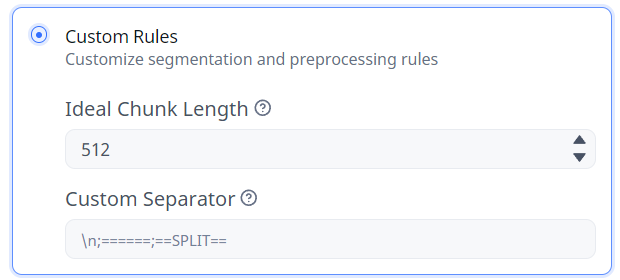 Custom Rules
Customize segmentation and preprocessing rules
Ideal Chunk Length
512
Custom Separator
\n;======;==SPLIT==